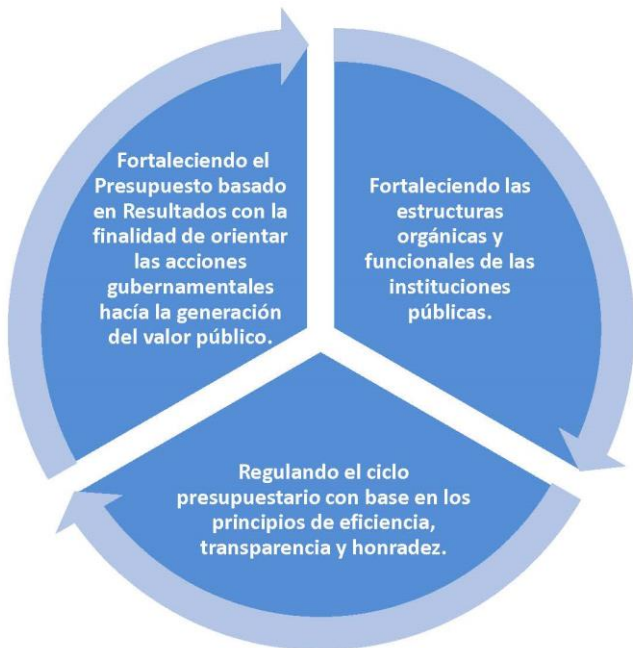 Fortaleciendo el
Presupuesto basado
en Resultados con la
finalidad de orientar
las acciones
gubernamentales
hacía la generación
del valor público.
Fortaleciendo las
estructuras
orgánicas y
funcionales de las
instituciones
públicas.
Regulando el ciclo
presupuestario con base en los
principios de eficiencia,
transparencia y honradez.